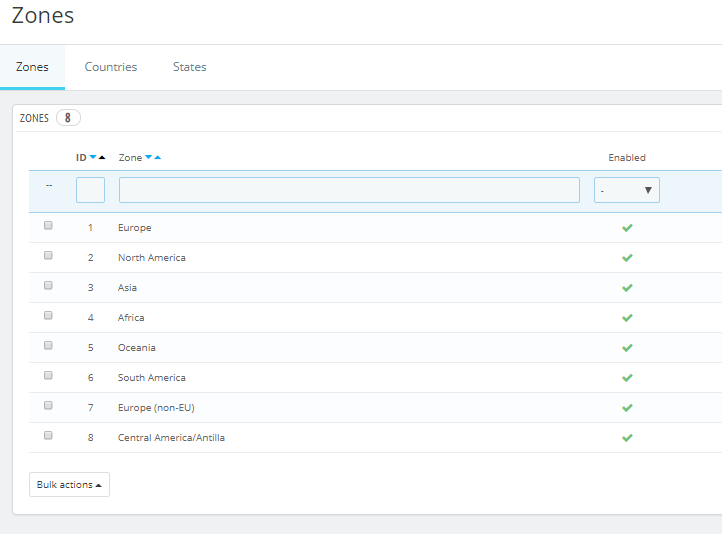 Zones
Zones Countries States
ZONES 8
ID Zone Enabled
-- -
1 Europe
2 North America
3 Asia
4 Africa
5 Oceania
6 South America
7 Europe (non-EU)
8 Central America/Antilla
Bulk actions